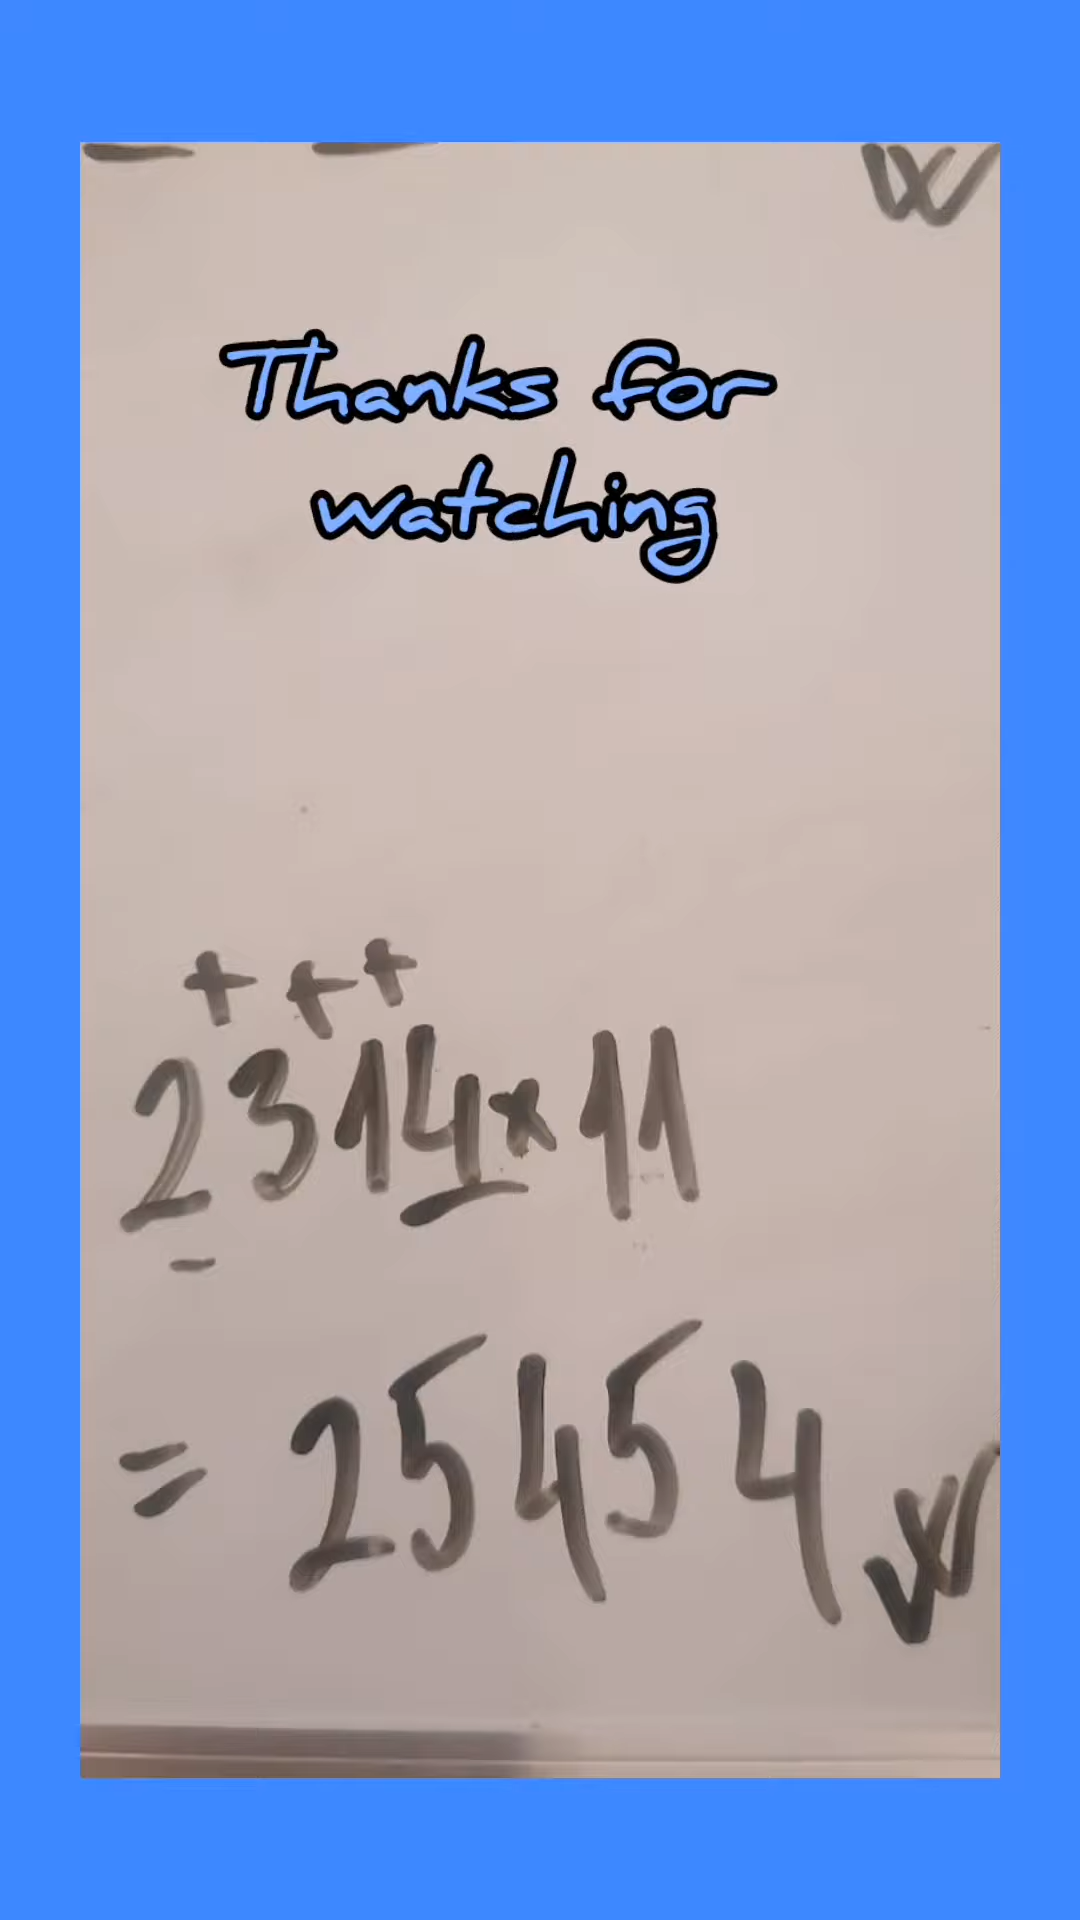 Thanks for
watching
+ + +
2314×11
= 25454